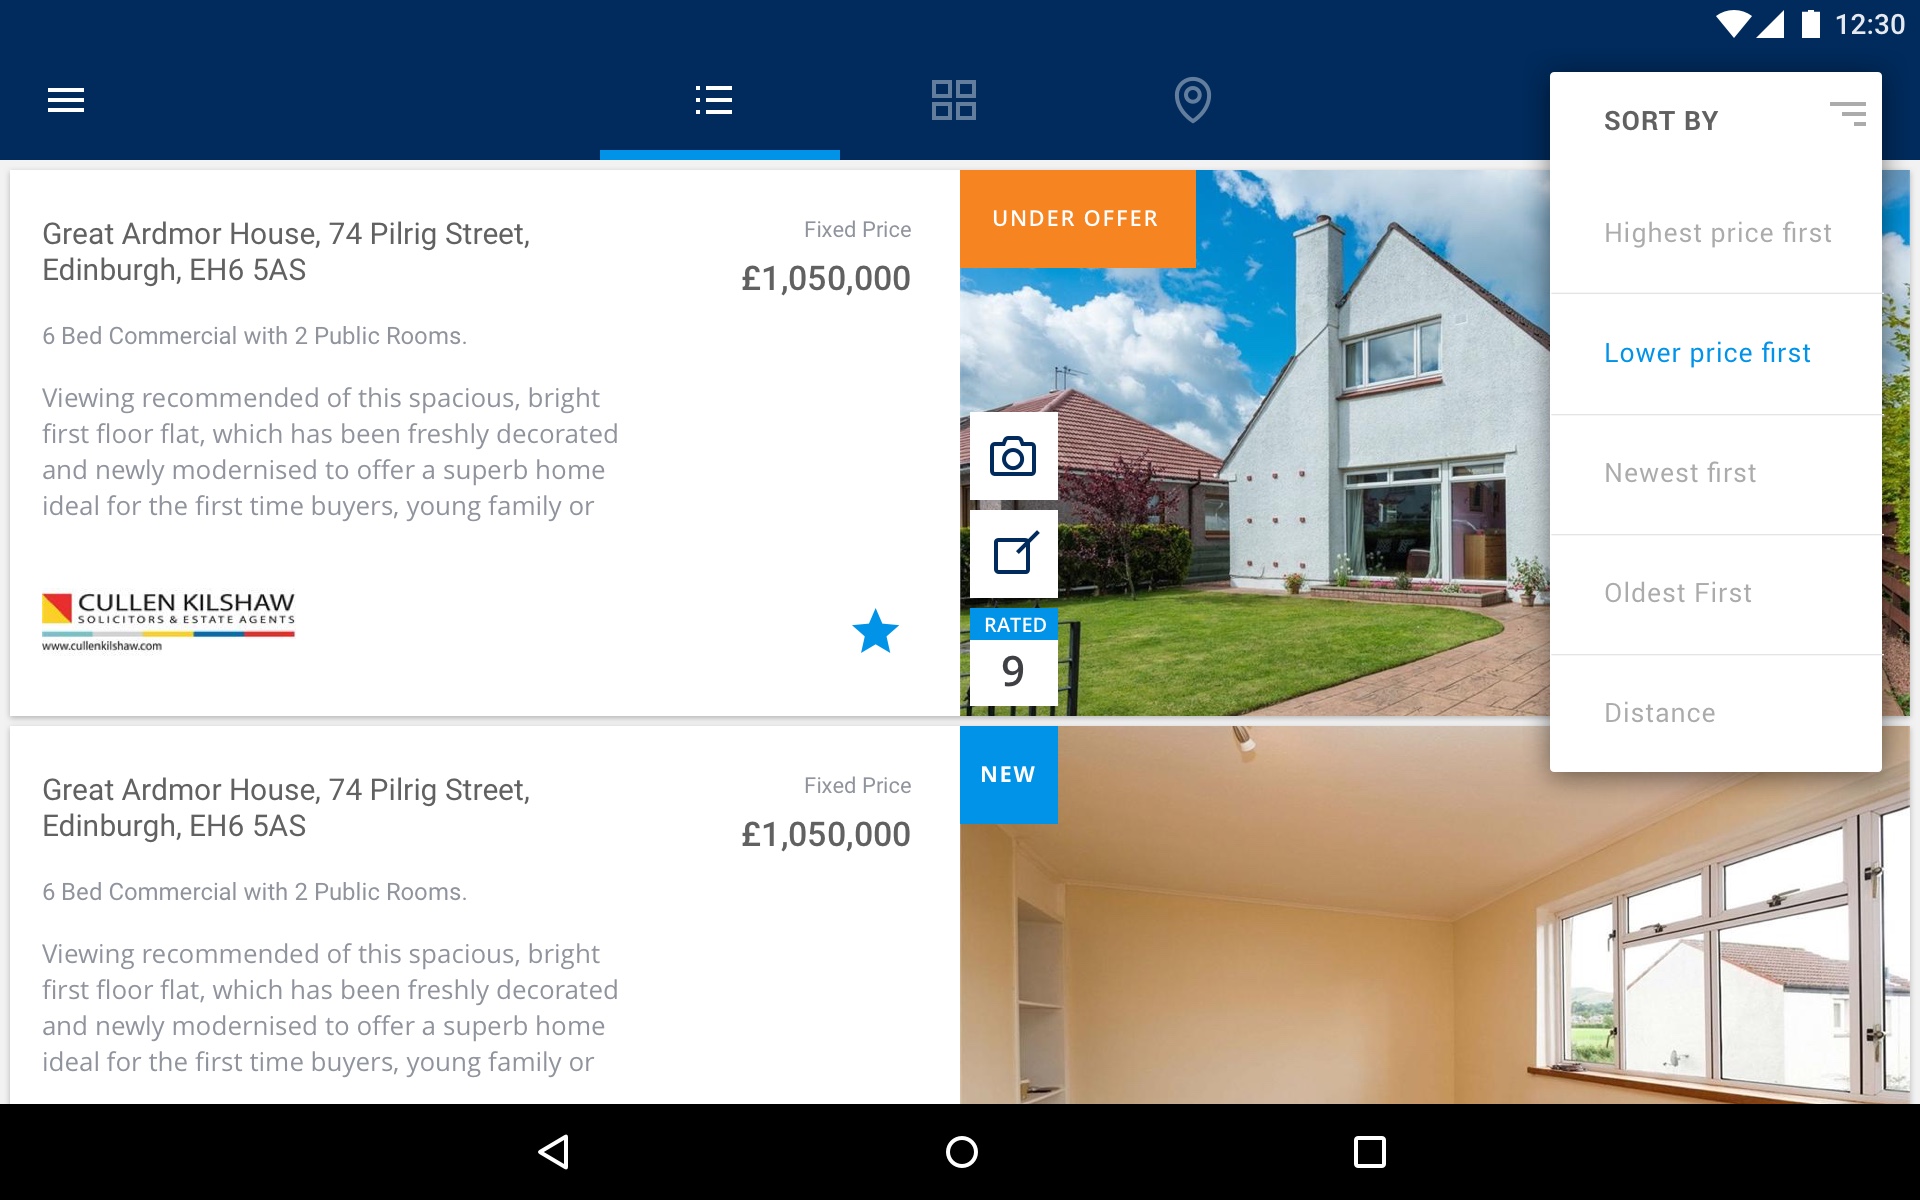 12:30
SORT BY
Highest price first
Lower price first
Newest first
Oldest First
Distance
Great Ardmor House, 74 Pilrig Street,
Edinburgh, EH6 5AS
Fixed Price
£1,050,000
6 Bed Commercial with 2 Public Rooms.
Viewing recommended of this spacious, bright
first floor flat, which has been freshly decorated
and newly modernised to offer a superb home
ideal for the first time buyers, young family or
CULLEN KILSHAW
SOLICITORS & ESTATE AGENTS
www.cullenkilshaw.com
UNDER OFFER
RATED
9
Great Ardmor House, 74 Pilrig Street,
Edinburgh, EH6 5AS
Fixed Price
£1,050,000
6 Bed Commercial with 2 Public Rooms.
Viewing recommended of this spacious, bright
first floor flat, which has been freshly decorated
and newly modernised to offer a superb home
ideal for the first time buyers, young family or
NEW